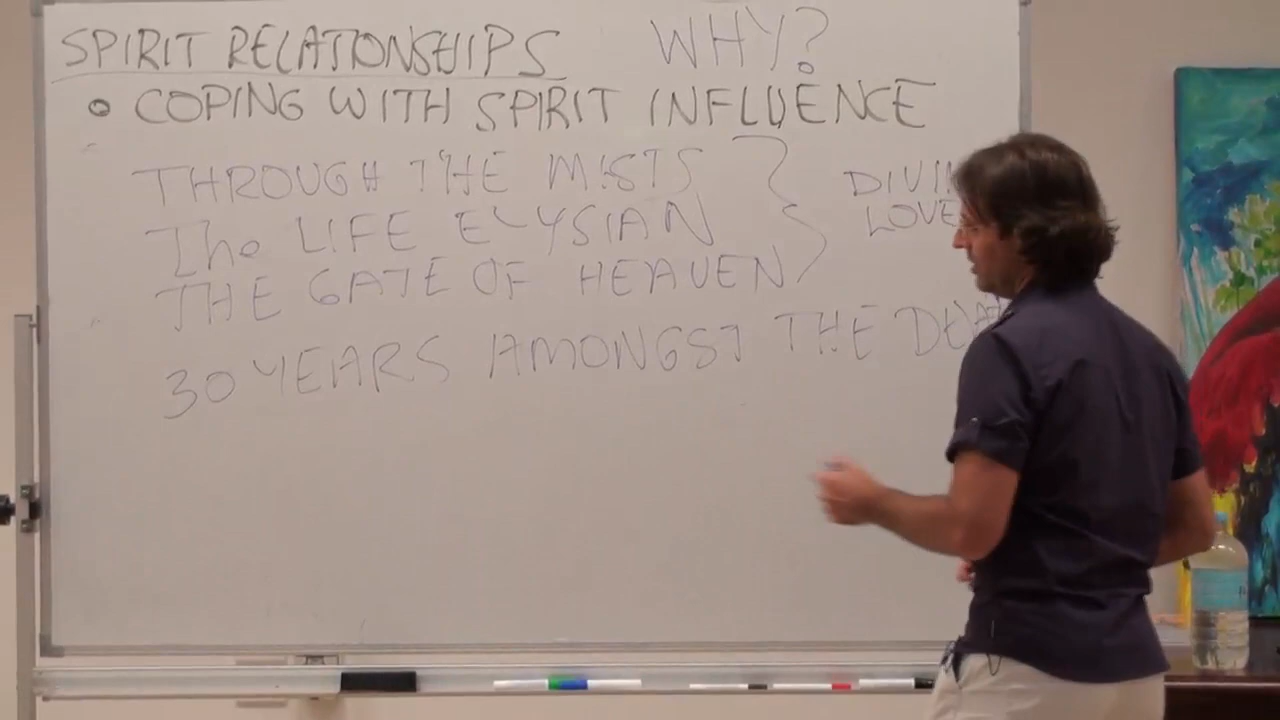 SPIRIT RELATIONSHIPS WHY?
• COPING WITH SPIRIT INFLUENCE
THROUGH THE MISTS
The LIFE ELYSIAN
THE GATE OF HEAVEN
LOVE
30 YEARS AMONGST THE